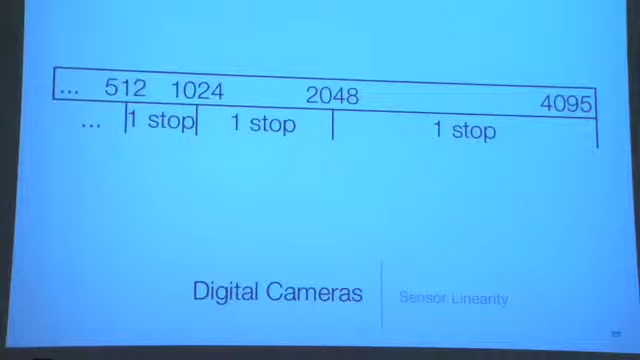 ... 512 1024 2048 4095
... 1 stop 1 stop 1 stop
Digital Cameras Sensor Linearity